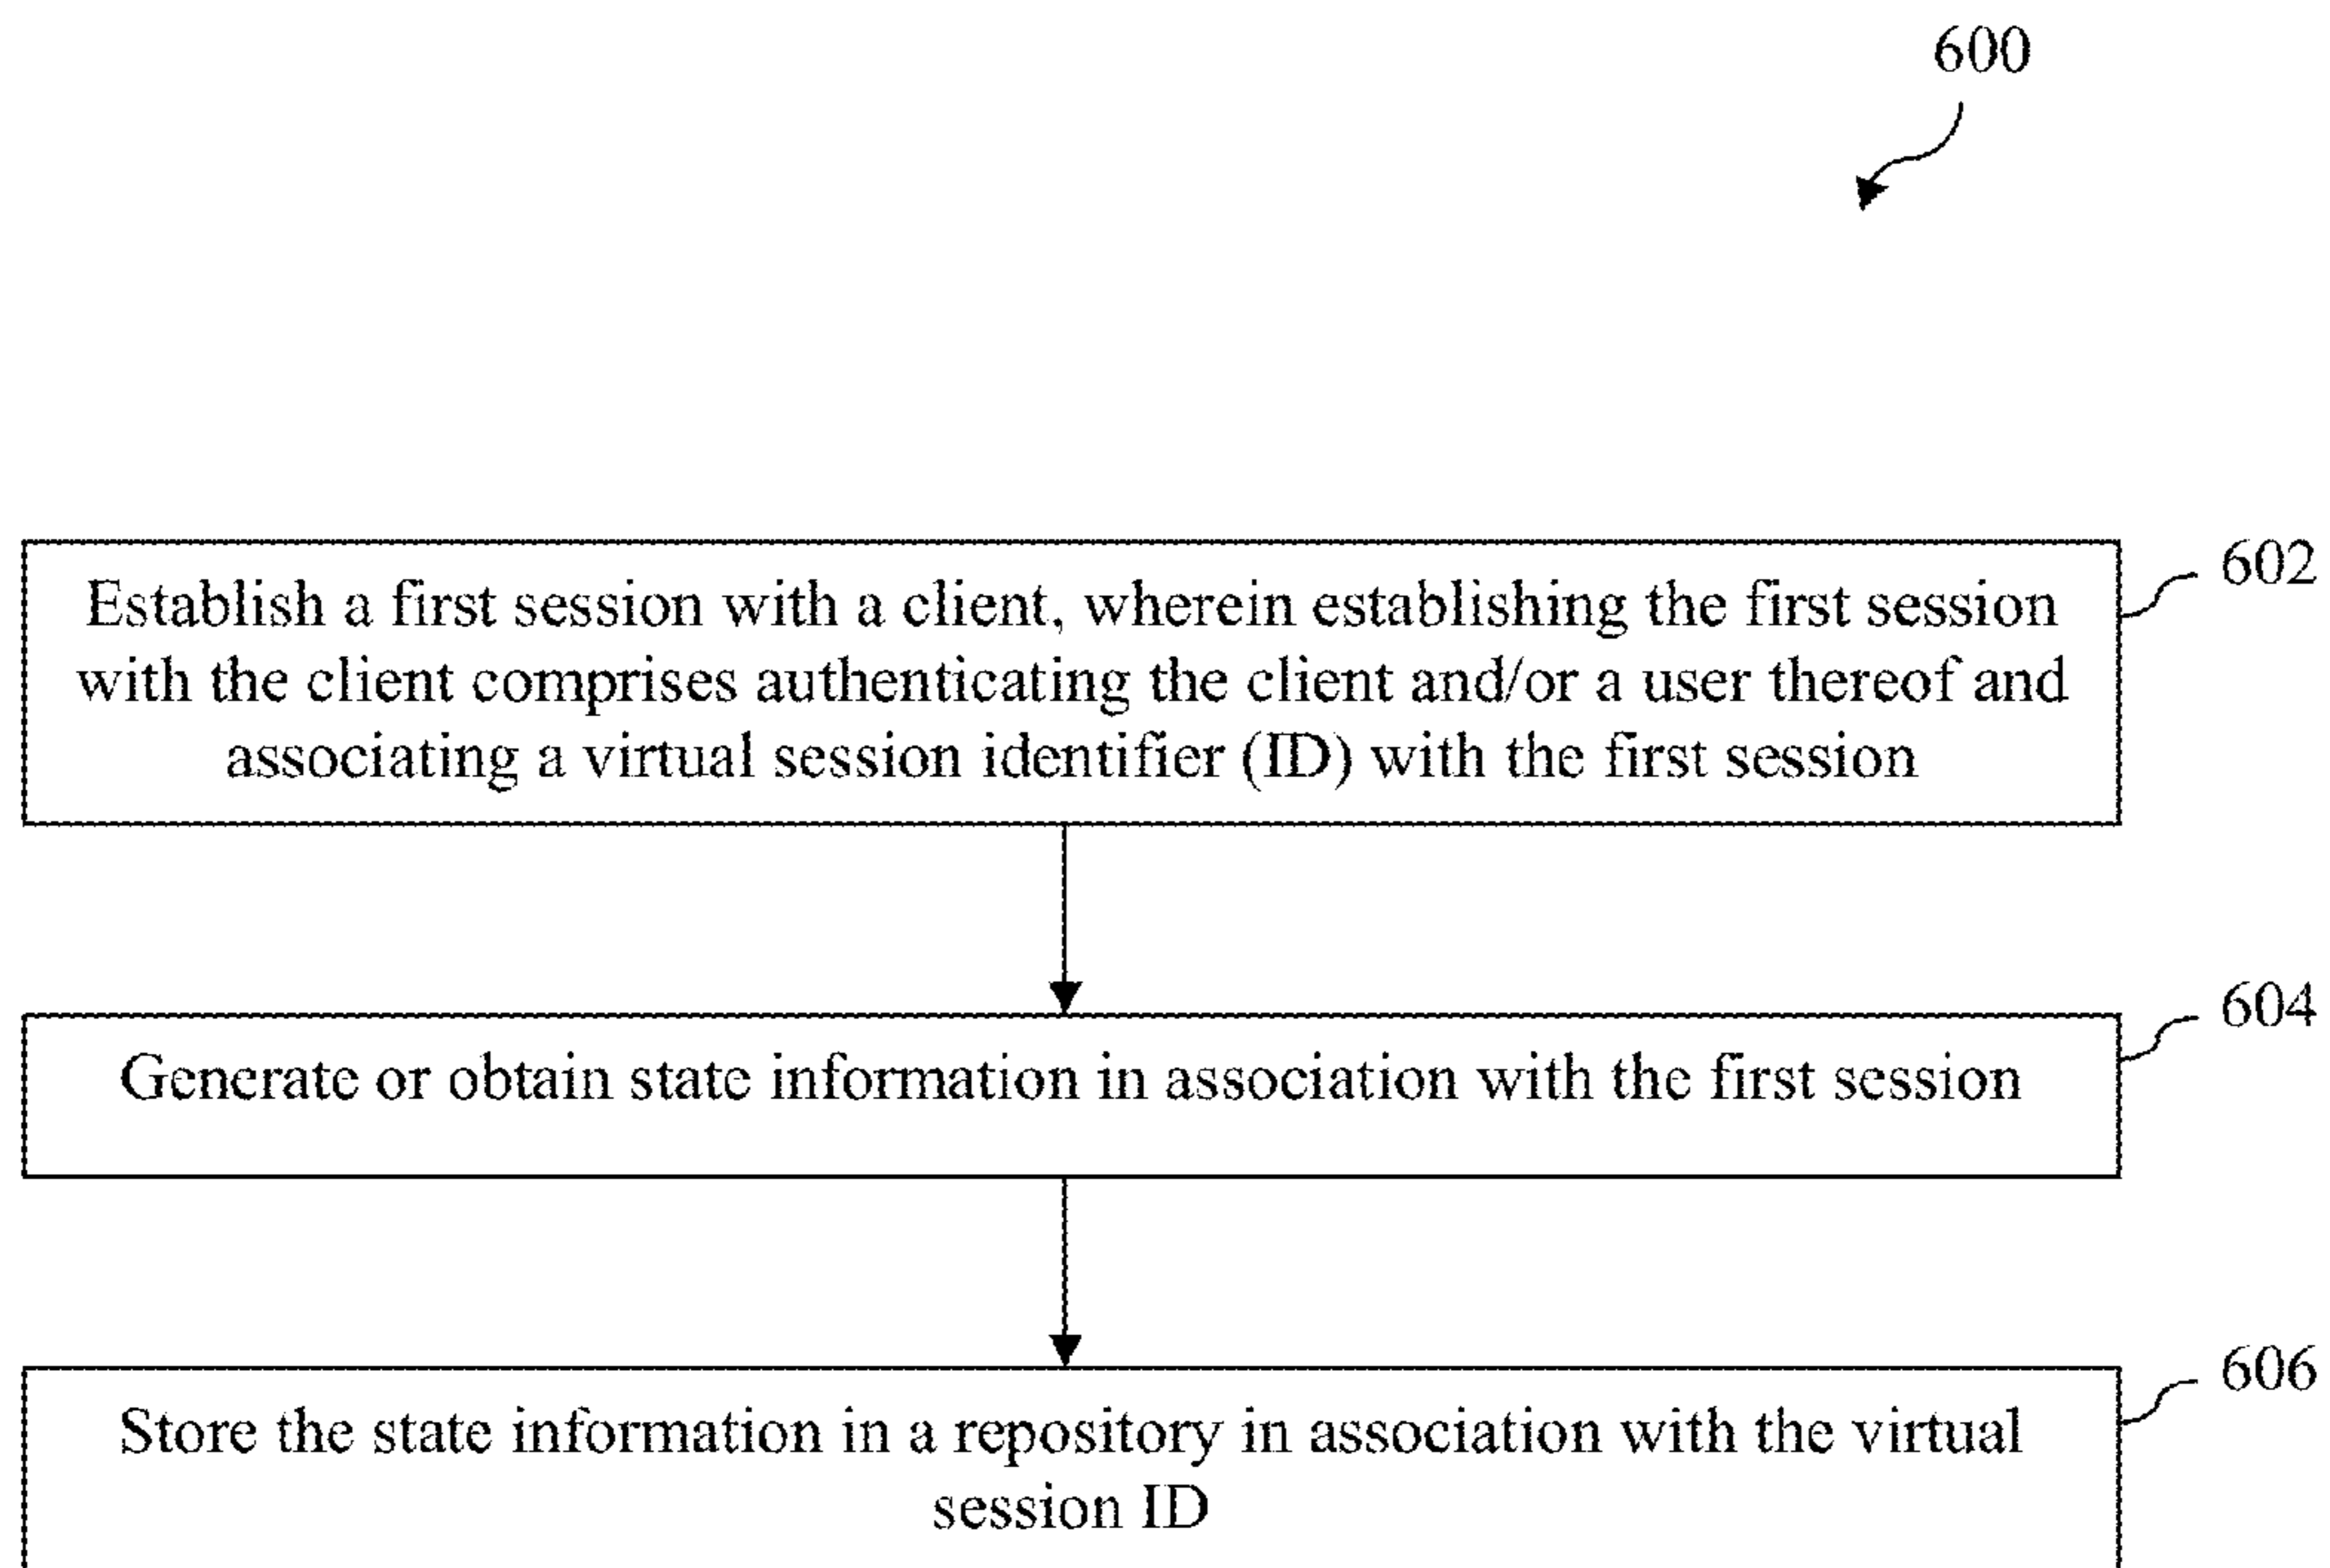 600
602
Establish a first session with a client, wherein establishing the first session
with the client comprises authenticating the client and/or a user thereof and
associating a virtual session identifier (ID) with the first session
604
Generate or obtain state information in association with the first session
606
Store the state information in a repository in association with the virtual
session ID